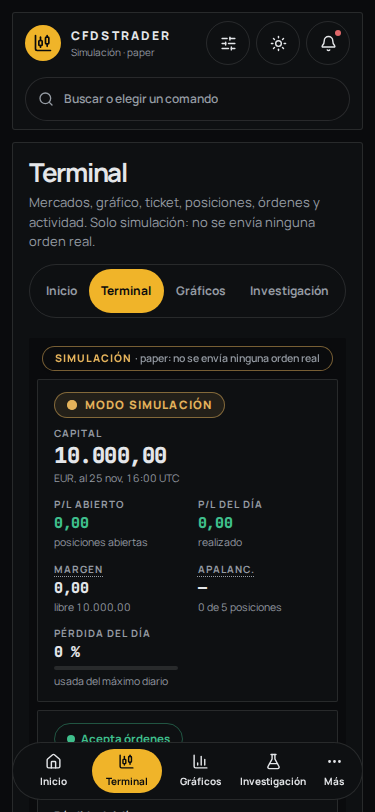 CFDSTRADER
Simulación · paper
Buscar o elegir un comando
Terminal
Mercados, gráfico, ticket, posiciones, órdenes y
actividad. Solo simulación: no se envía ninguna
orden real.
Inicio Terminal Gráficos Investigación
SIMULACIÓN · paper: no se envía ninguna orden real
MODO SIMULACIÓN
CAPITAL
10.000,00
EUR, al 25 nov, 16:00 UTC
P/L ABIERTO P/L DEL DÍA
0,00 0,00
posiciones abiertas realizado
MARGEN APALANC.
0,00 —
libre 10.000,00 0 de 5 posiciones
PÉRDIDA DEL DÍA
0 %
usada del máximo diario
Acepta órdenes
Inicio Terminal Gráficos Investigación Más